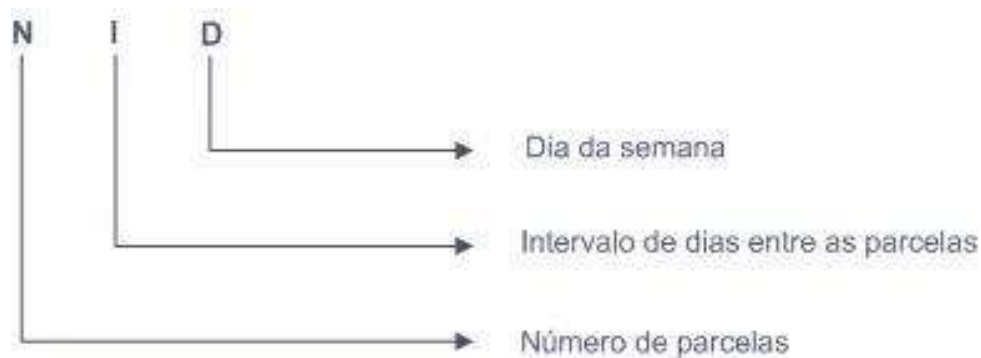 N I D
Dia da semana
Intervalo de dias entre as parcelas
Número de parcelas